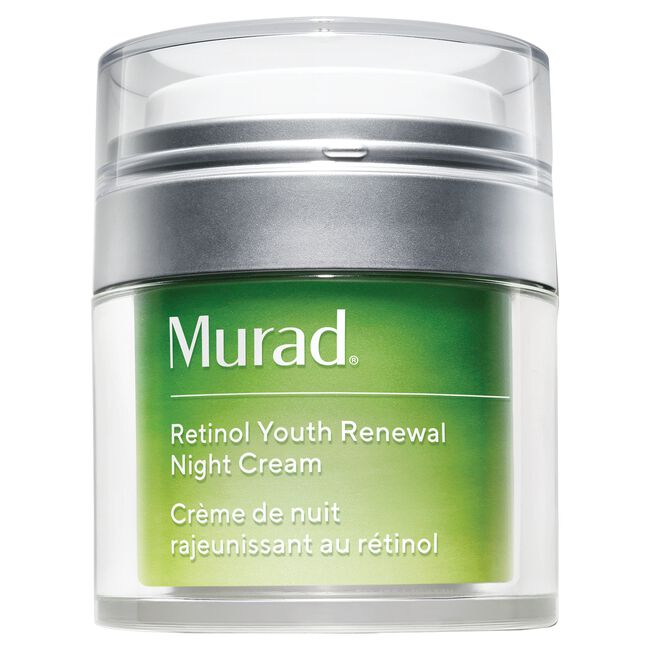 Murad®
Retinol Youth Renewal
Night Cream
Crème de nuit
rajeunissant au rétinol